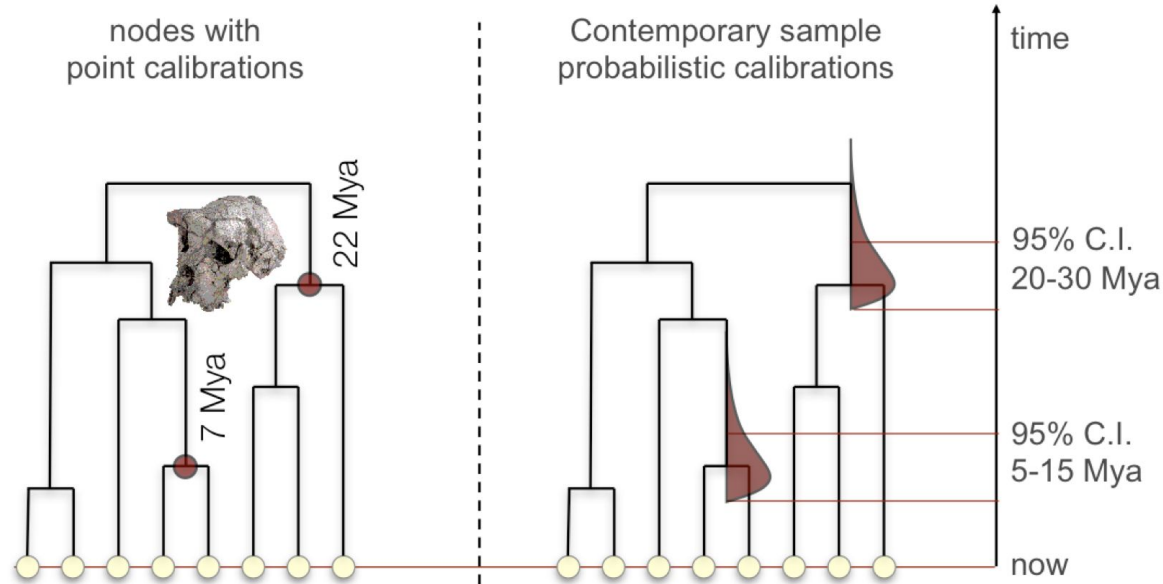 nodes with
point calibrations
22 Mya
7 Mya
Contemporary sample
probabilistic calibrations
time
95% C.I.
20-30 Mya
95% C.I.
5-15 Mya
now